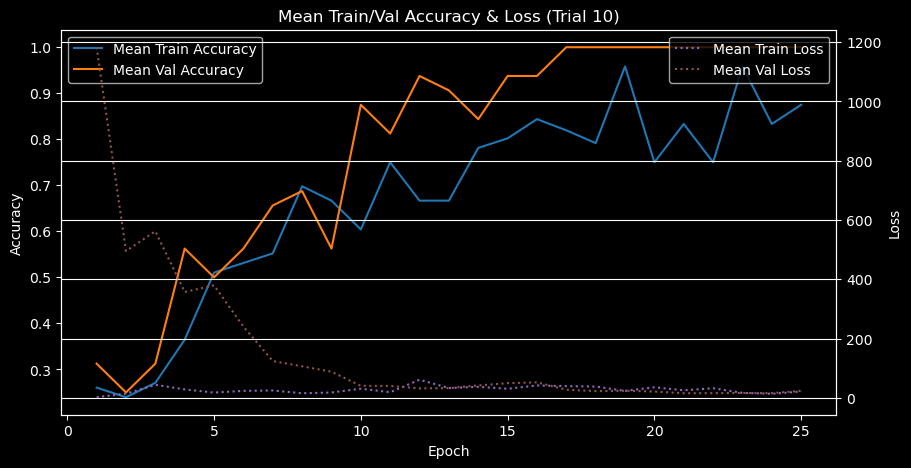 Mean Train/Val Accuracy & Loss (Trial 10)
Mean Train Accuracy
Mean Val Accuracy
Mean Train Loss
Mean Val Loss
1.0
0.9
0.8
0.7
0.6
0.5
0.4
0.3
Accuracy
1200
1000
800
600
400
200
0
Loss
0 5 10 15 20 25
Epoch